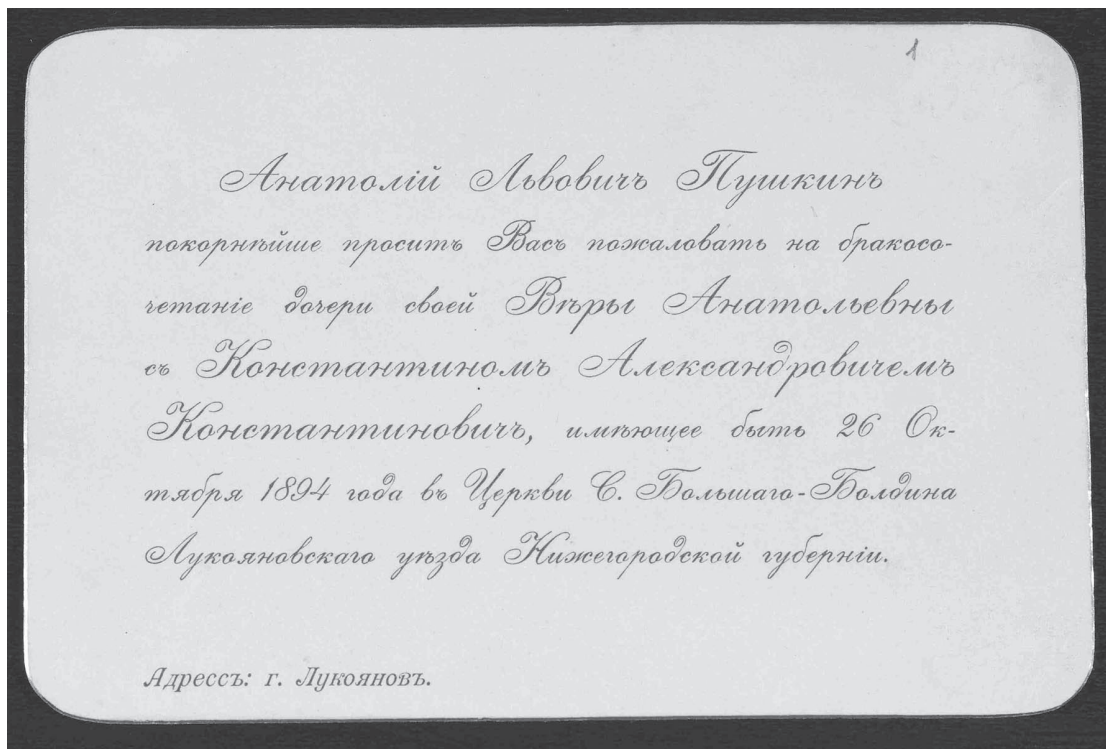 1
Анатолій Львовичъ Пушкинъ
покорнѣйше проситъ Васъ пожаловать на бракосо-
четаніе дочери своей Вѣры Анатольевны
съ Константиномъ Александровичемъ
Константиновичъ, имѣющее быть 26 Ок-
тября 1894 года въ Церкви С. Большаго-Болдина
Лукояновскаго уѣзда Нижегородской губерніи.
Адрессъ: г. Лукояновъ.